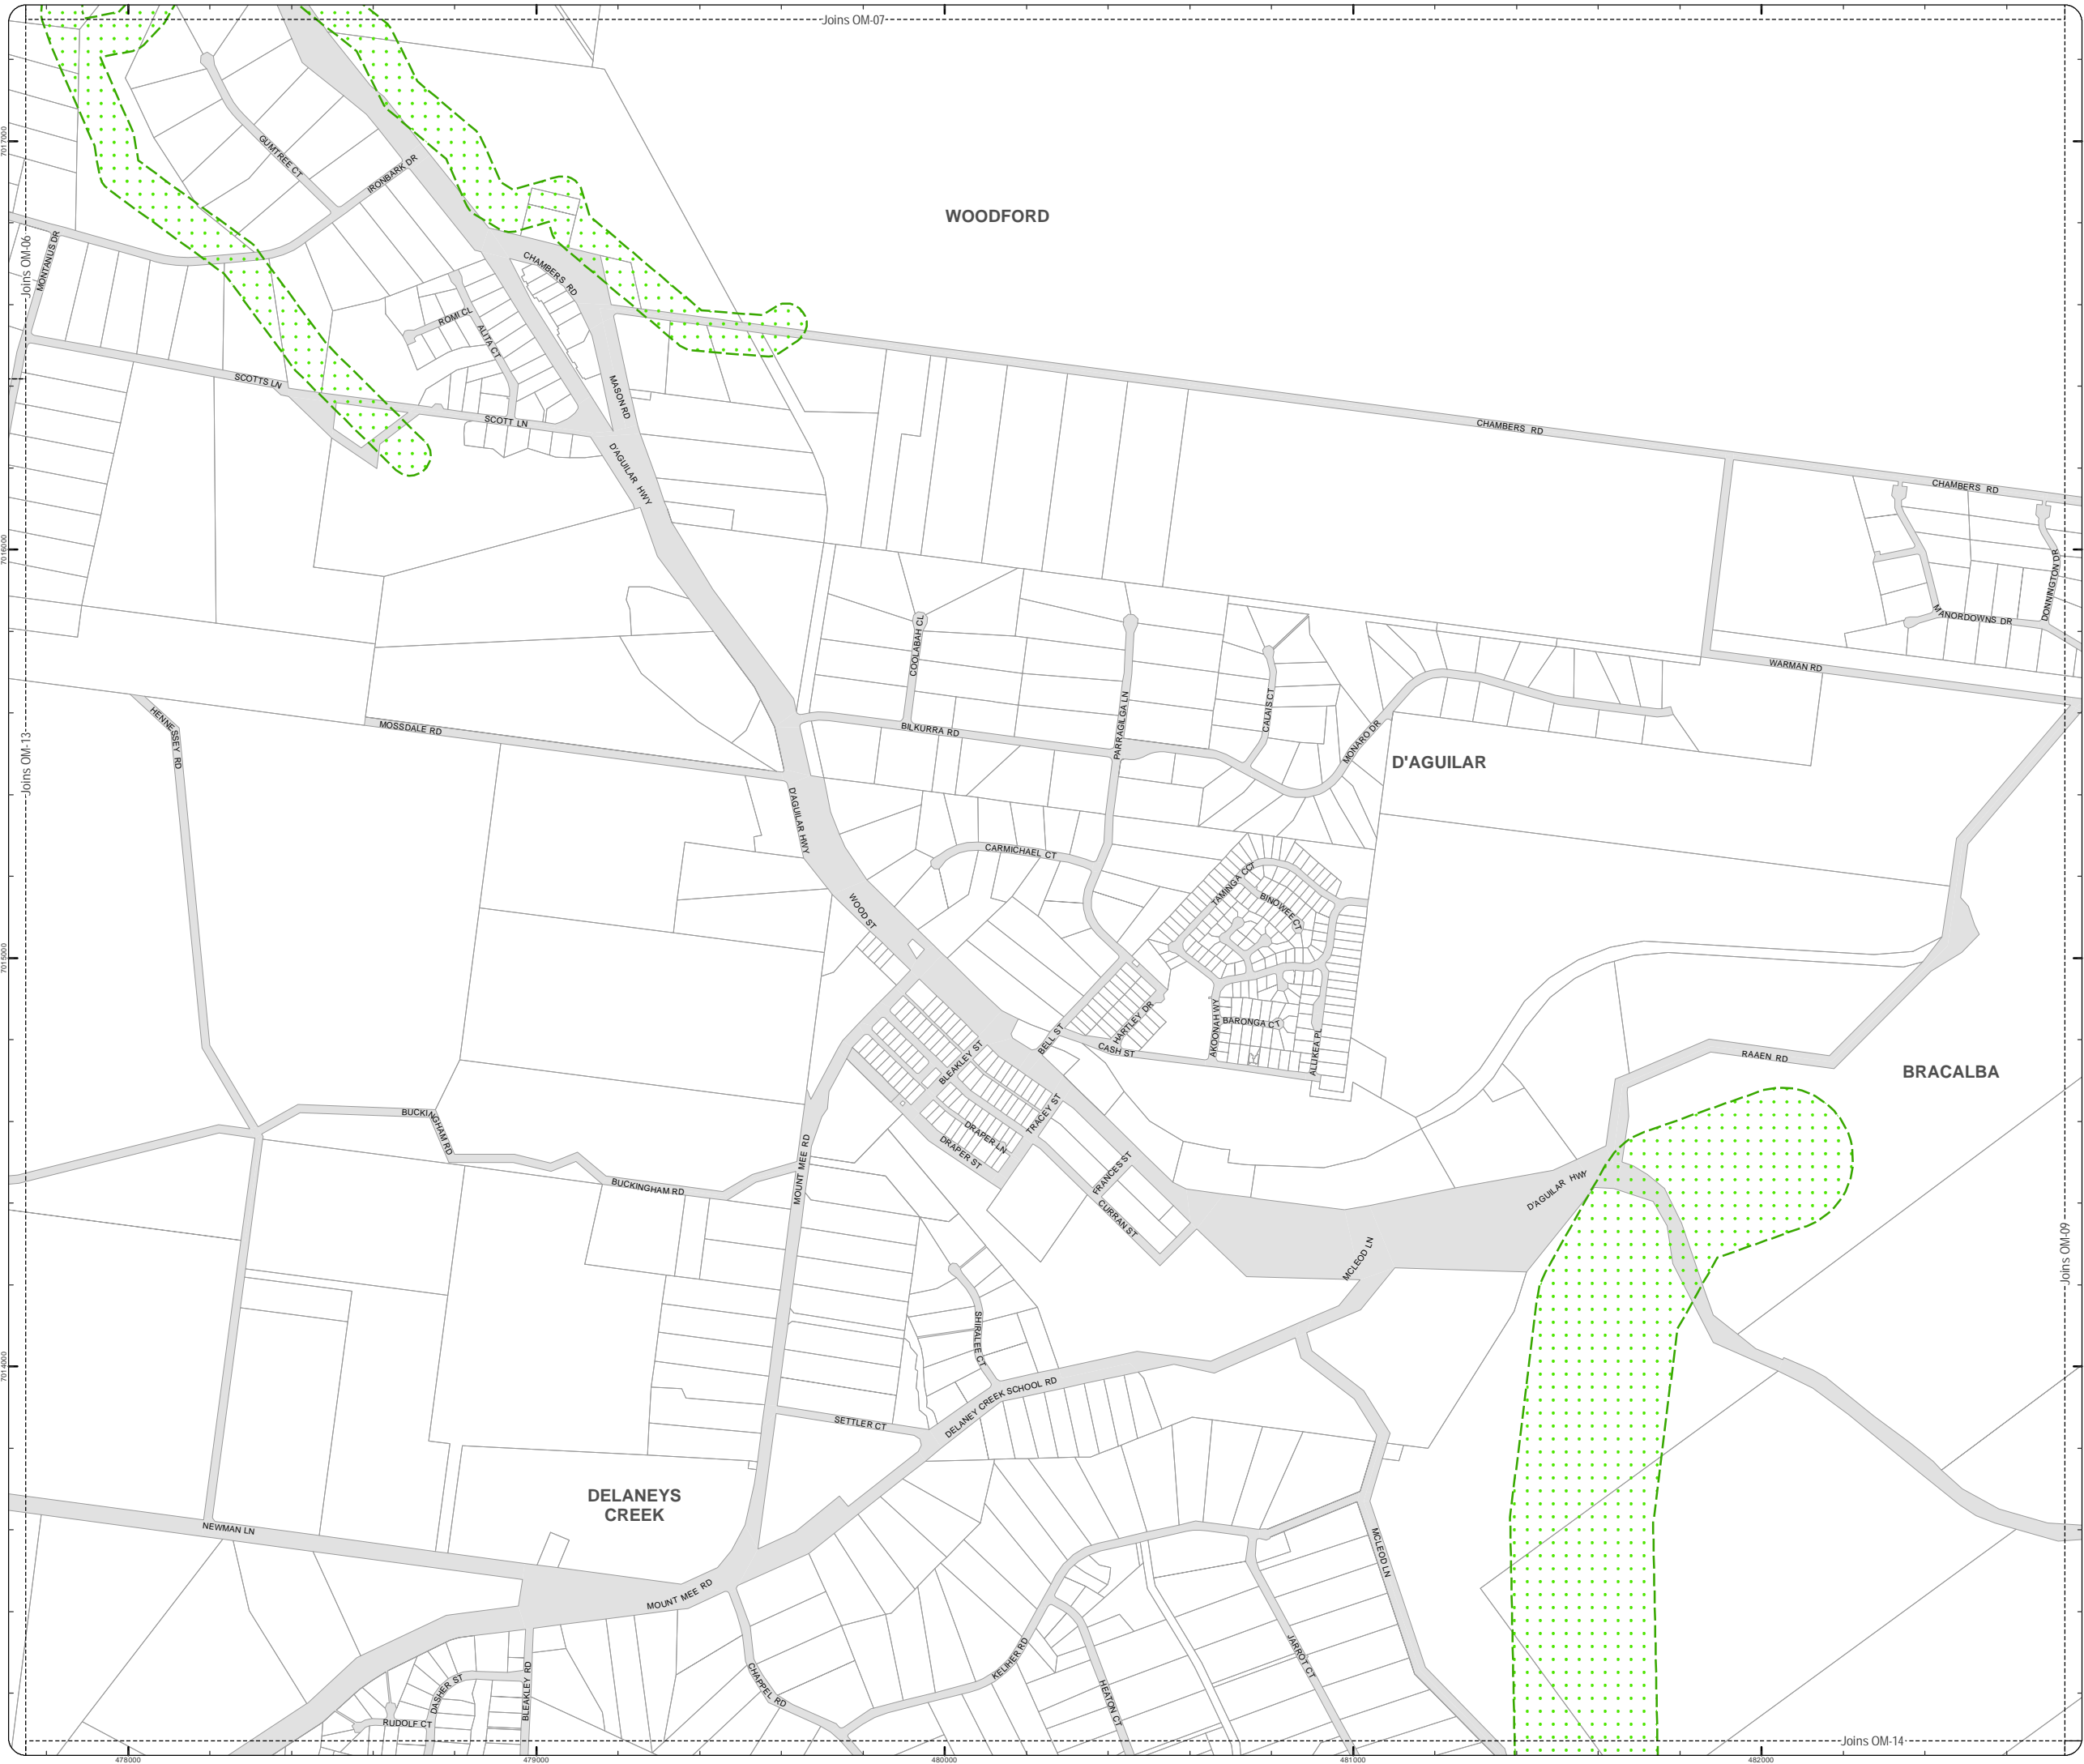 Joins OM-07
7017000
GUMTREE CT
IRONBARK DR
WOODFORD
Joins OM-06
MONTANUS DR
CHAMBERS RD
ROMI CL
ALITA CT
SCOTTS LN
MASON RD
SCOTT LN
CHAMBERS RD
D'AGUILAR HWY
CHAMBERS RD
7016000
DONNINGTON DR
MANORDOWNS DR
COOLABAH CL
WARMAN RD
PARRAGILGA LN
CALAIS CT
HENNESSEY RD
MOSSDALE RD
BILKURRA RD
MONARO DR
Joins OM-13
D'AGUILAR
D'AGUILAR HWY
CARMICHAEL CT
TAMINGA CCT
BINOWEE CT
WOOD ST
7015000
HARTLEY DR
BARONGA CT
AKOONAH WY
BELL ST
CASH ST
ALLIKEA PL
BLEAKLEY ST
RAAEN RD
BRACALBA
BUCKINGHAM RD
TRACEY ST
DRAPER LN
DRAPER ST
MOUNT MEE RD
FRANCES ST
BUCKINGHAM RD
D'AGUILAR HWY
CURRAN ST
MCLEOD LN
Joins OM-09
SHIRALEE CT
7014000
DELANEY CREEK SCHOOL RD
SETTLER CT
DELANEYS
CREEK
NEWMAN LN
MCLEOD LN
MOUNT MEE RD
KELIHER RD
JARROT CT
CHAPPEL RD
HEATON CT
DASHER ST
BLEAKLEY RD
RUDOLF CT
Joins OM-14
478000
479000
480000
481000
482000